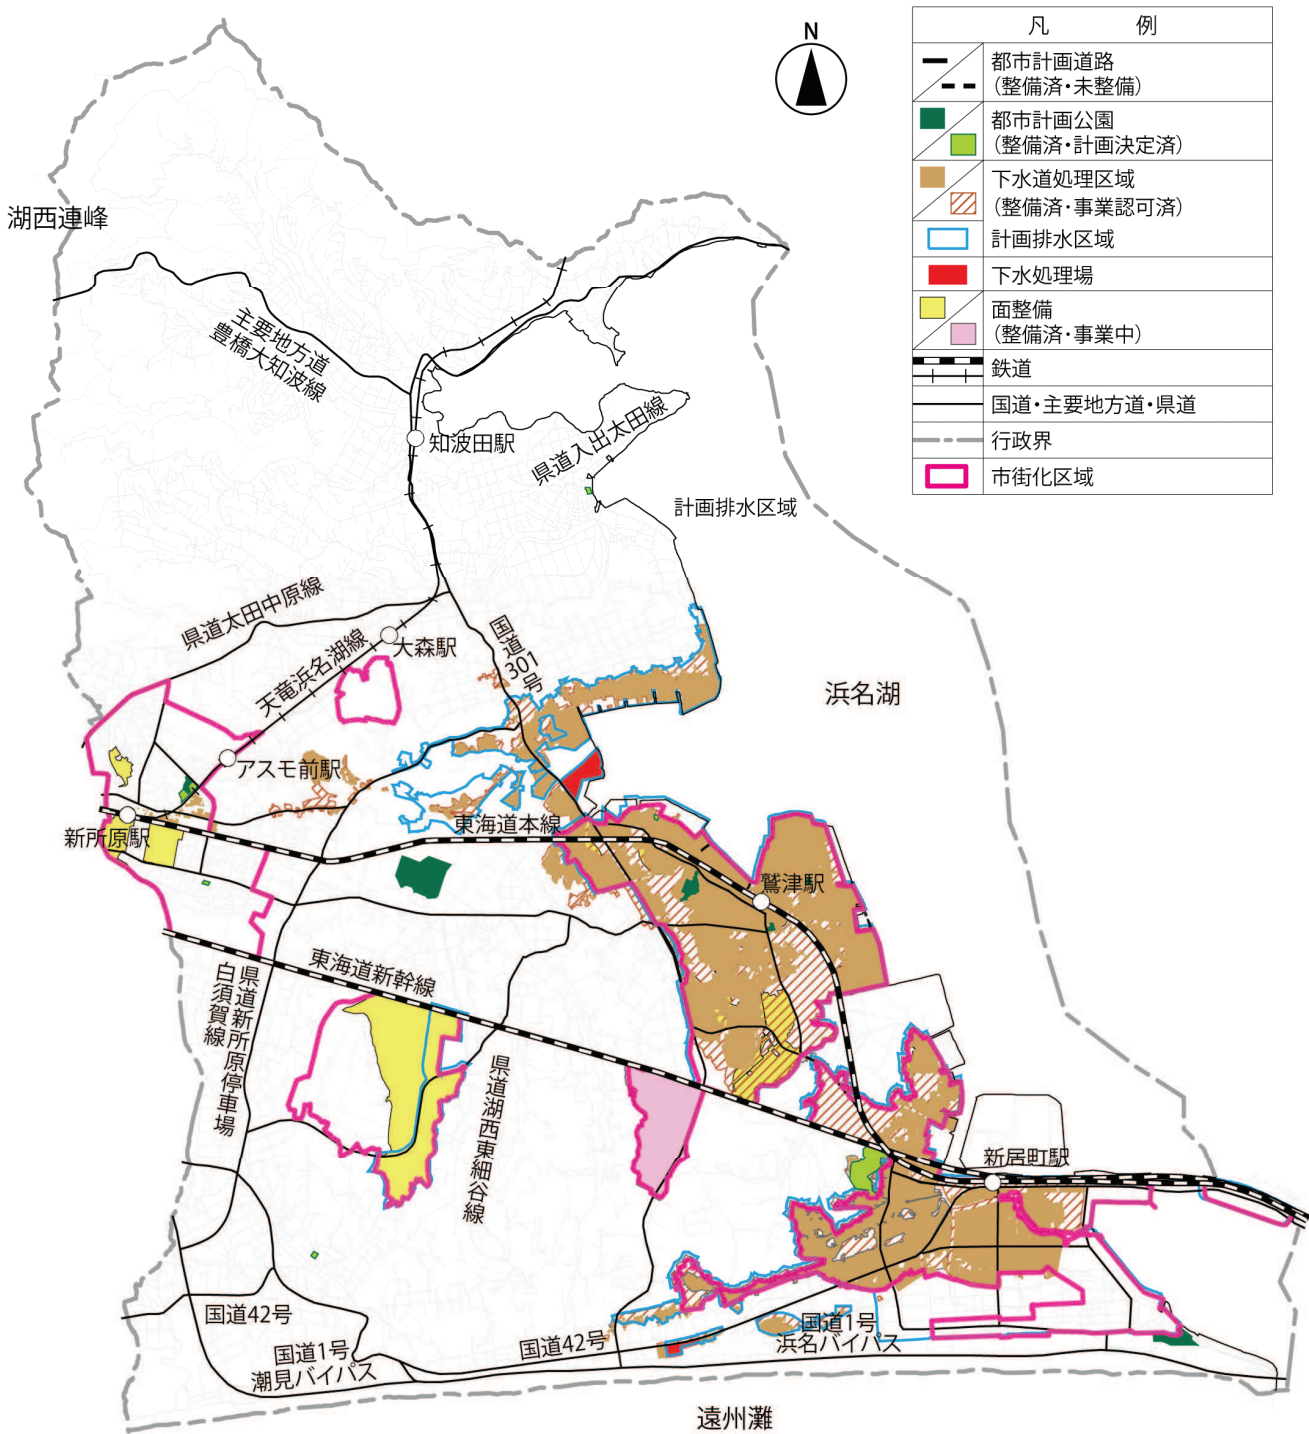 N
凡　例
都市計画道路
(整備済・未整備)
都市計画公園
(整備済・計画決定済)
下水道処理区域
(整備済・事業認可済)
計画排水区域
下水処理場
面整備
(整備済・事業中)
鉄道
国道・主要地方道・県道
行政界
市街化区域
湖西連峰
主要地方道
豊橋大知波線
知波田駅
県道入出太田線
計画排水区域
県道太田中原線
大森駅
国道301号
天竜浜名湖線
浜名湖
アスモ前駅
新所原駅
東海道本線
鷲津駅
東海道新幹線
県道新所原停車場
白須賀線
県道湖西東細谷線
新居町駅
国道42号
国道1号
潮見バイパス
国道42号
国道1号
浜名バイパス
遠州灘